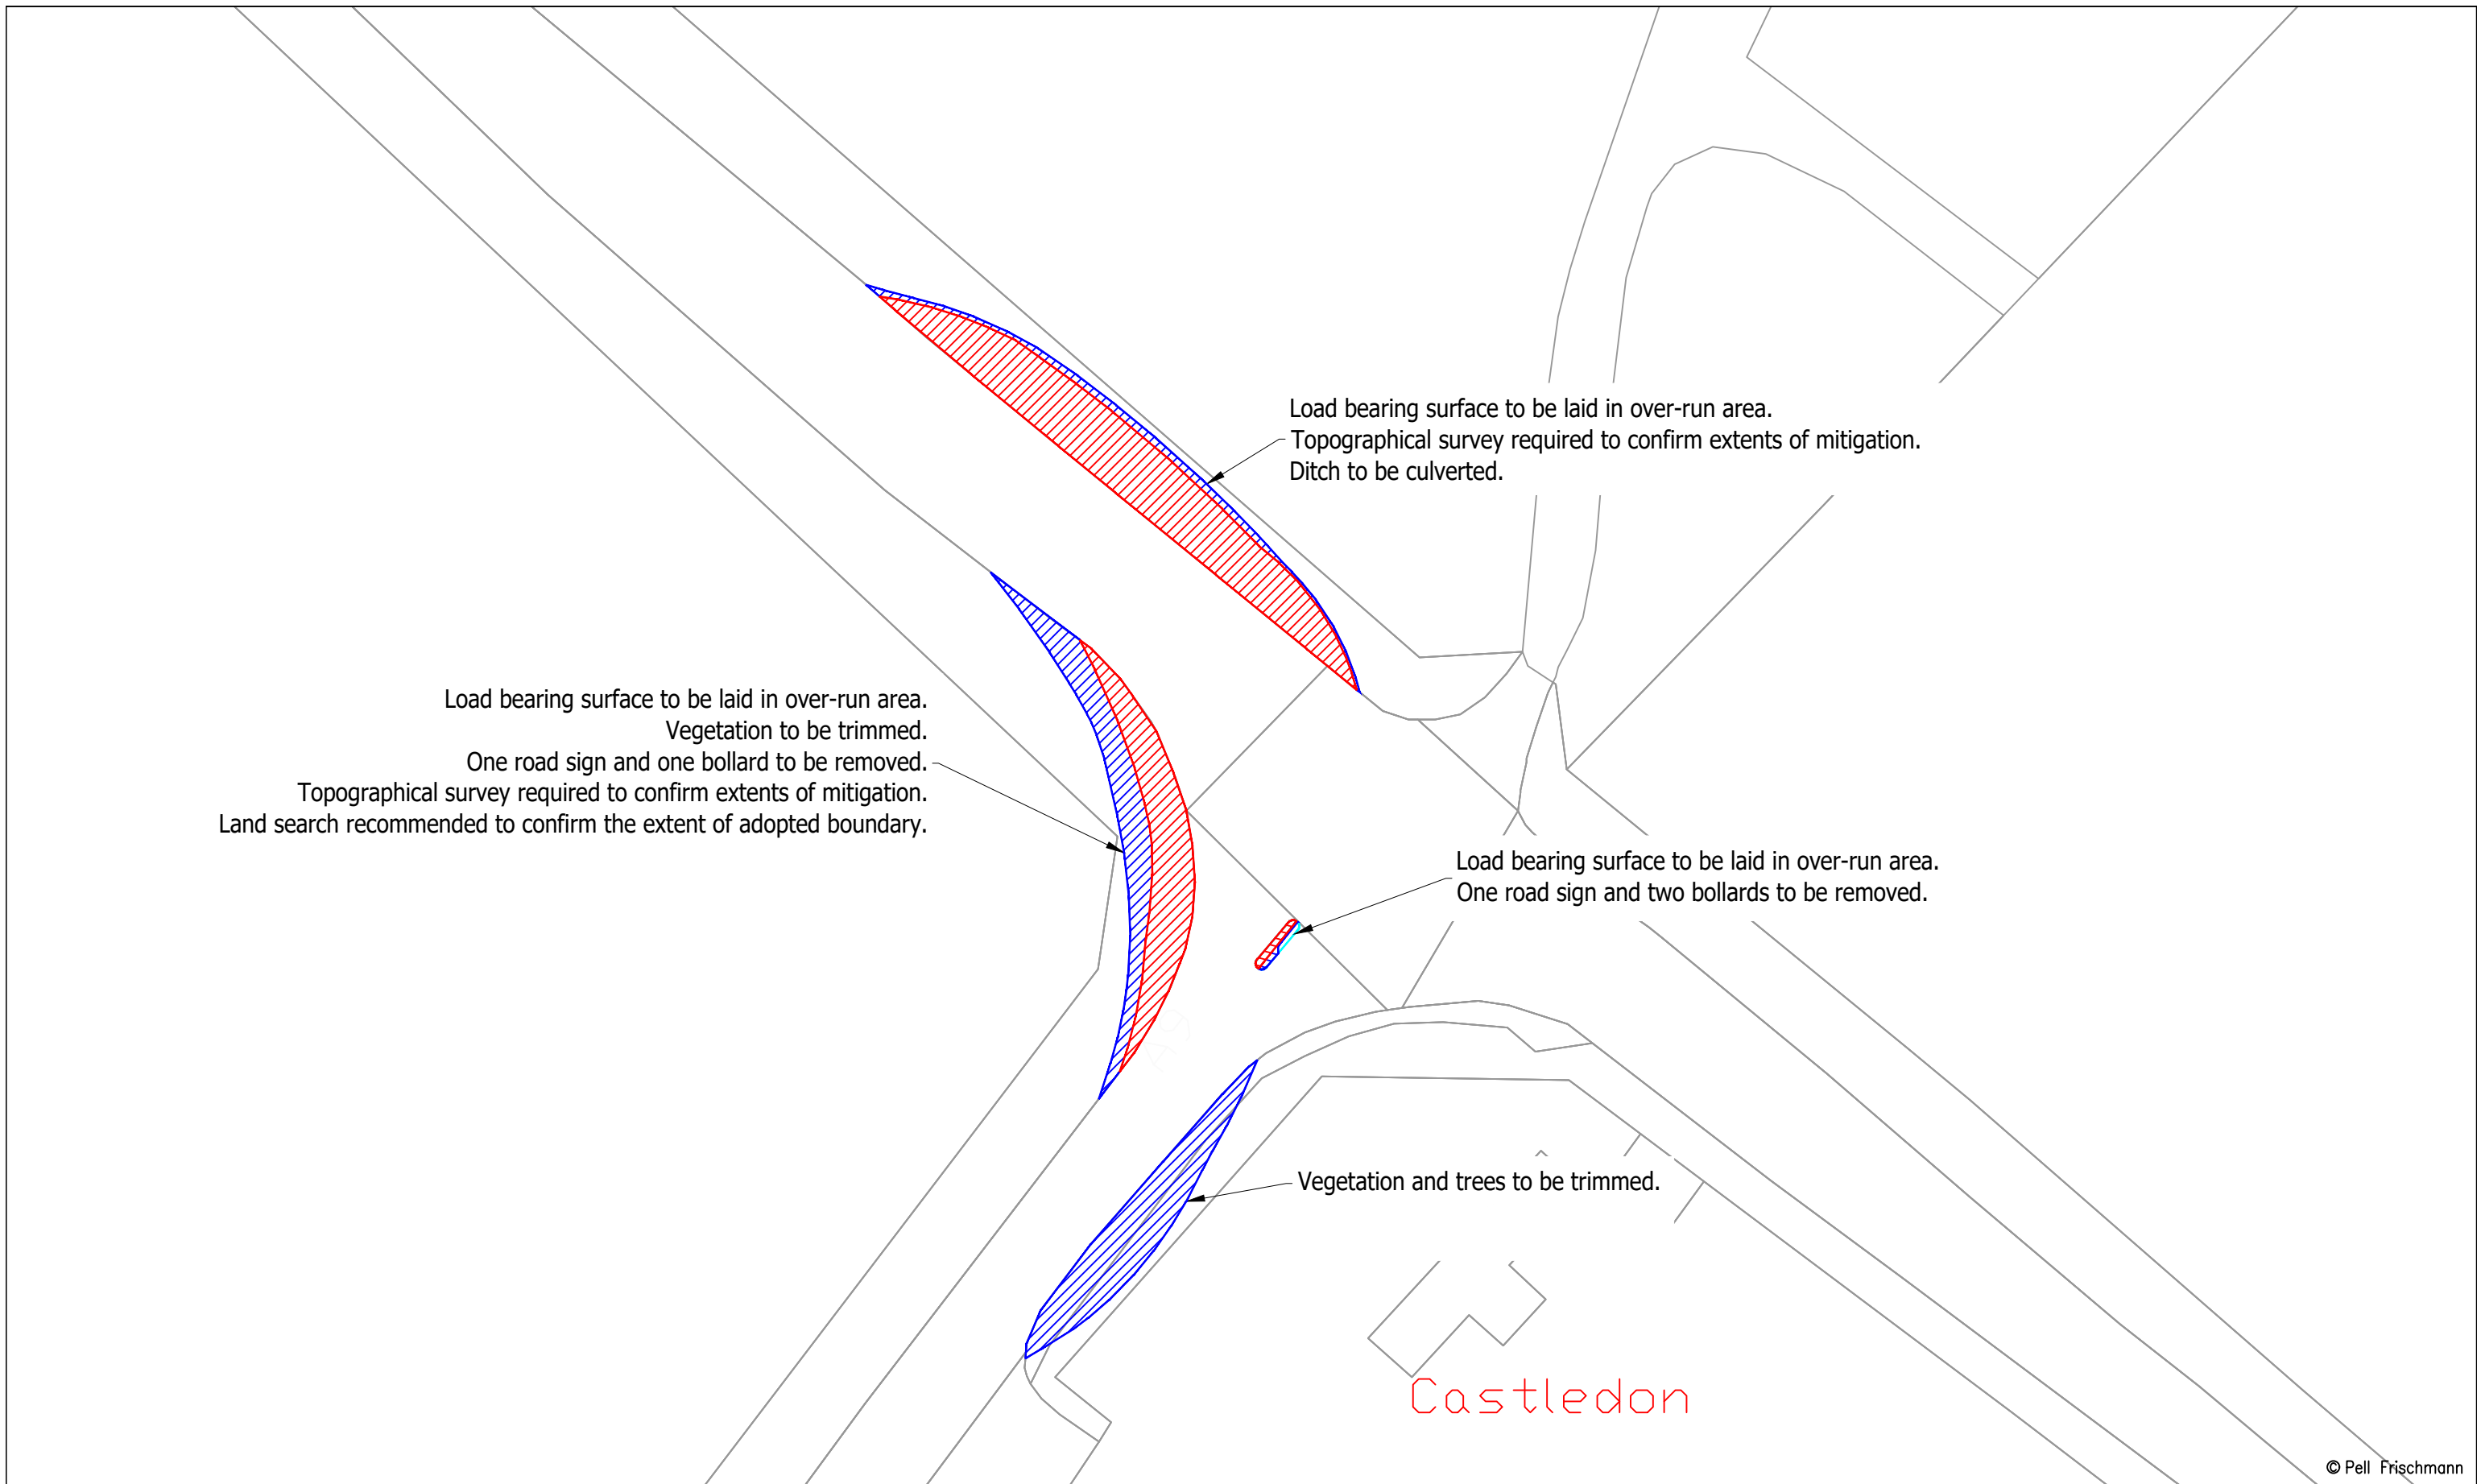 Load bearing surface to be laid in over-run area.
Topographical survey required to confirm extents of mitigation.
Ditch to be culverted.
Load bearing surface to be laid in over-run area.
Vegetation to be trimmed.
One road sign and one bollard to be removed.
Topographical survey required to confirm extents of mitigation.
Land search recommended to confirm the extent of adopted boundary.
Load bearing surface to be laid in over-run area.
One road sign and two bollards to be removed.
Vegetation and trees to be trimmed.
Castledon
© Pell Frischmann